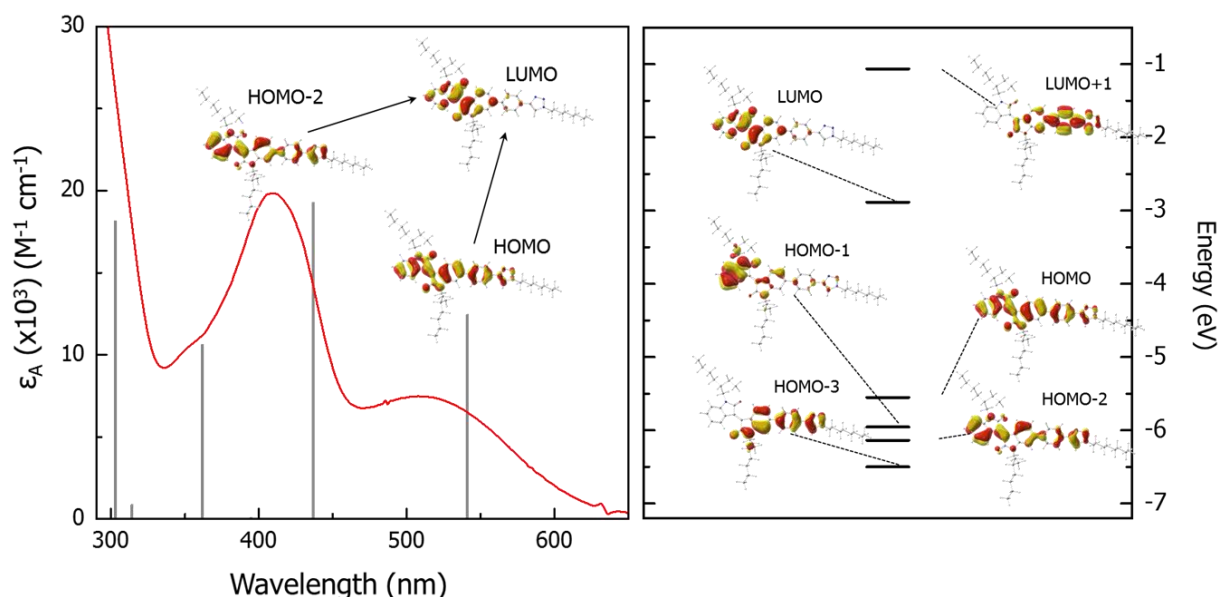 30
20
10
0
ε_A (x10³) (M⁻¹ cm⁻¹)
HOMO-2
LUMO
HOMO
300
400
500
600
Wavelength (nm)
LUMO
LUMO+1
HOMO-1
HOMO
HOMO-3
HOMO-2
-1
-2
-3
-4
-5
-6
-7
Energy (eV)